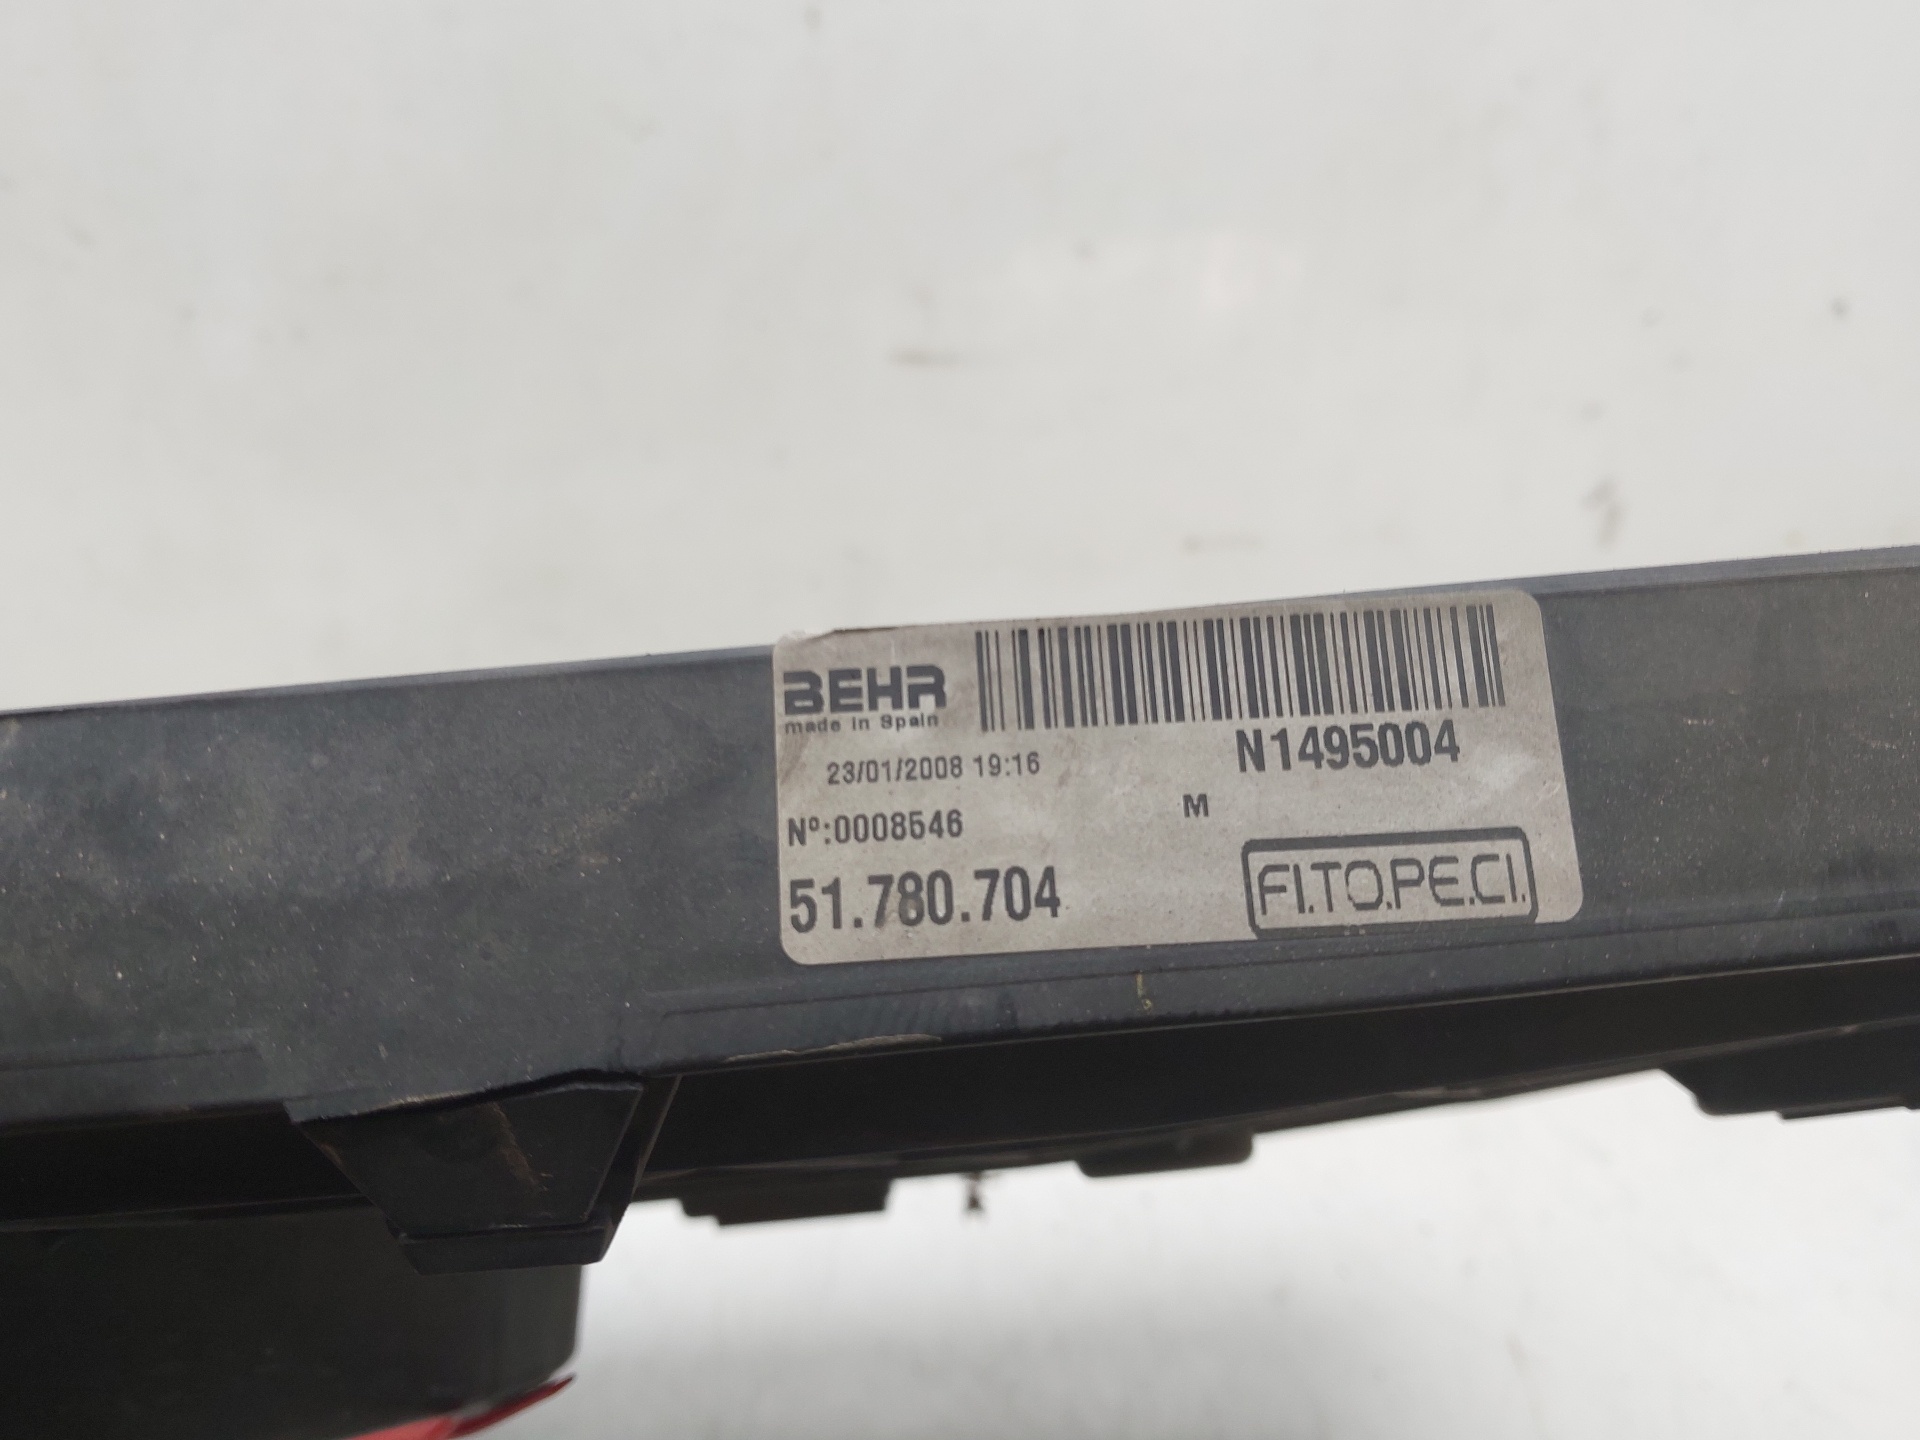 BEHR
made in Spain
N1495004
23/01/2008 19:16
M
Nº:0008546
51.780.704
FI.TO.PE.CI.